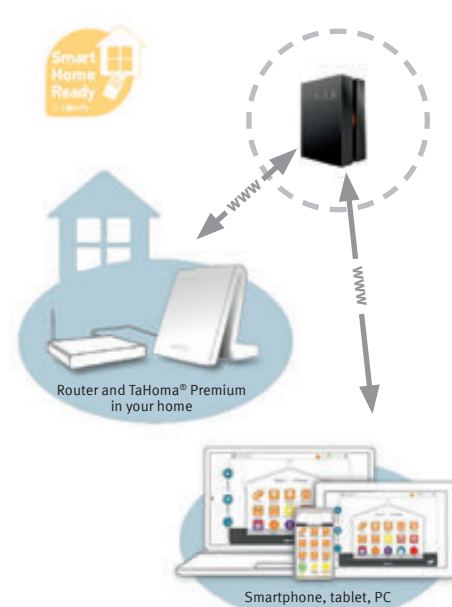 Smart
Home
Ready
www
www
Router and TaHoma® Premium
in your home
Smartphone, tablet, PC